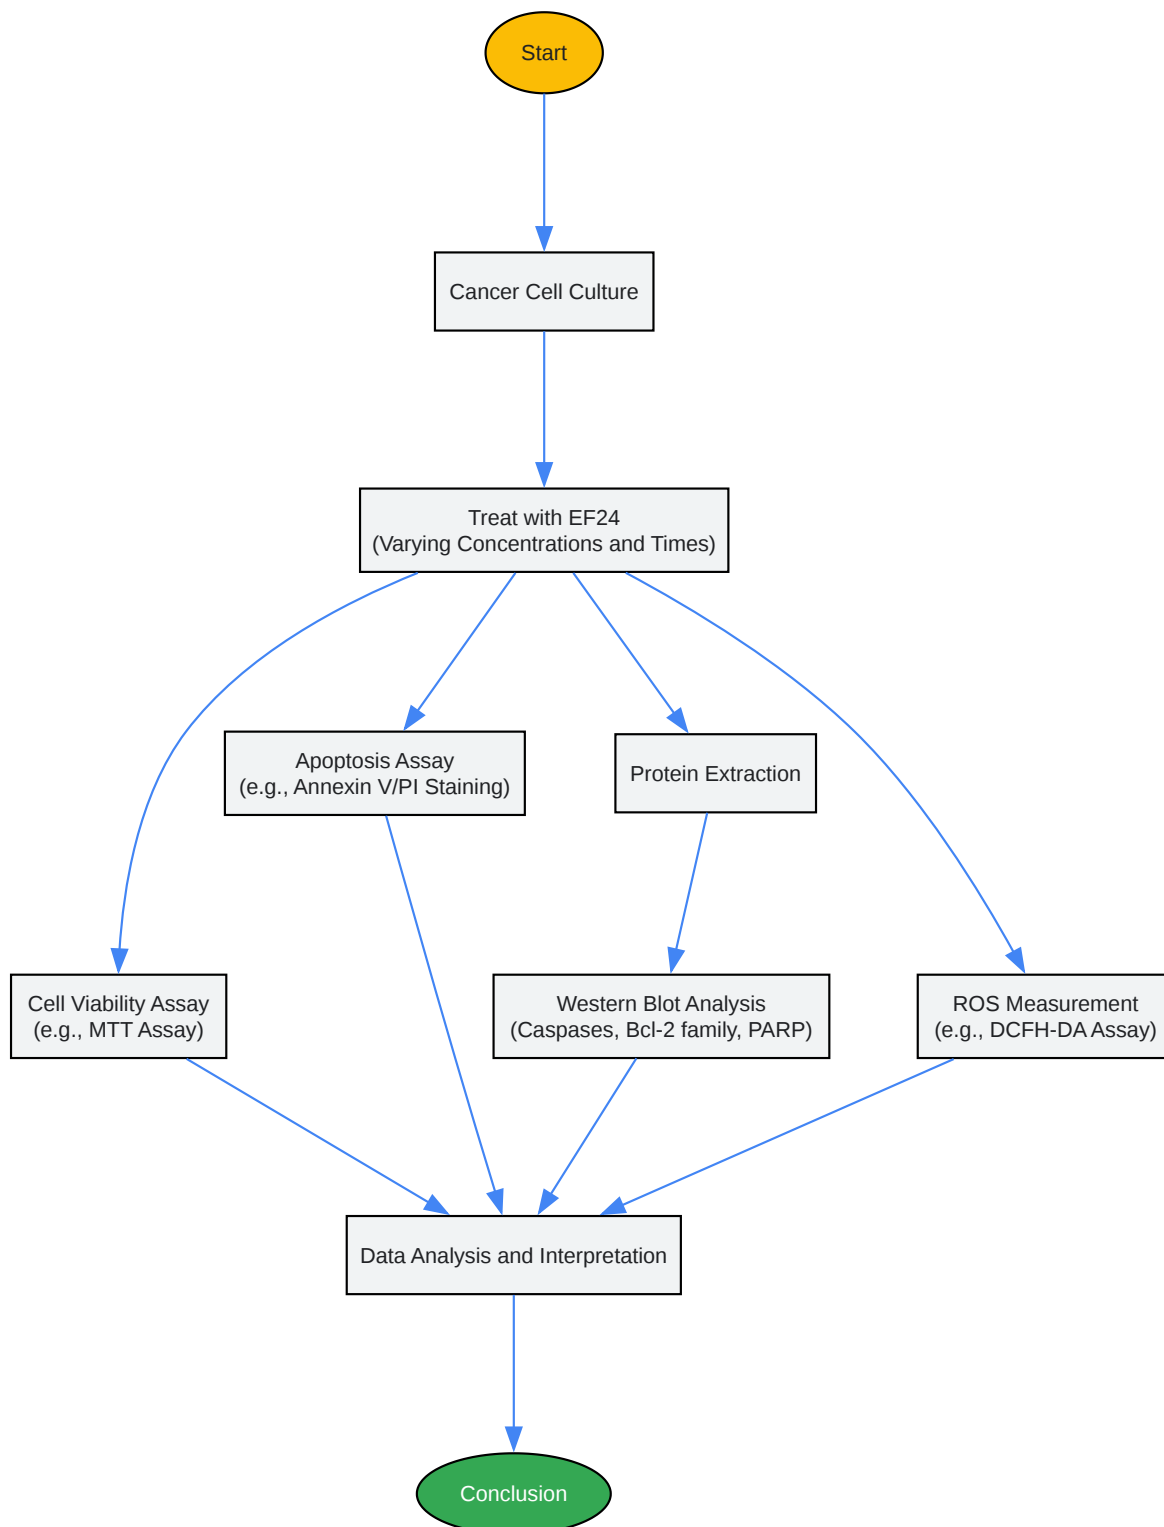 Start
Cancer Cell Culture
Treat with EF24
(Varying Concentrations and Times)
Apoptosis Assay
(e.g., Annexin V/PI Staining)
Protein Extraction
Cell Viability Assay
(e.g., MTT Assay)
Western Blot Analysis
(Caspases, Bcl-2 family, PARP)
ROS Measurement
(e.g., DCFH-DA Assay)
Data Analysis and Interpretation
Conclusion